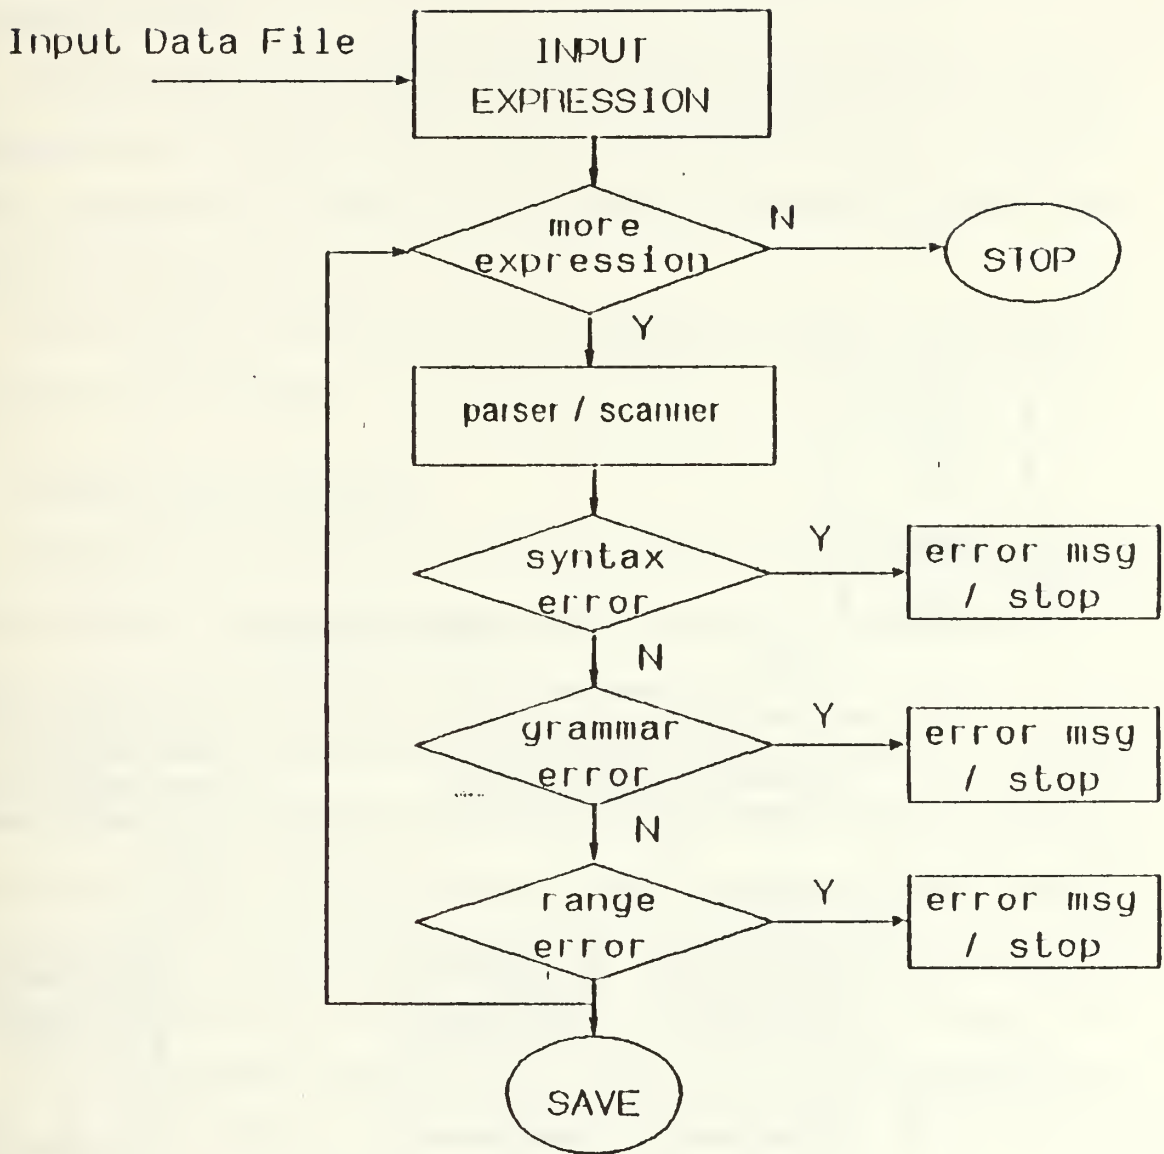 Input Data File
INPUT
EXPRESSION
more
expression
N
STOP
Y
parser / scanner
syntax
error
Y
error msg
/ stop
N
grammar
error
Y
error msg
/ stop
N
range
error
Y
error msg
/ stop
SAVE